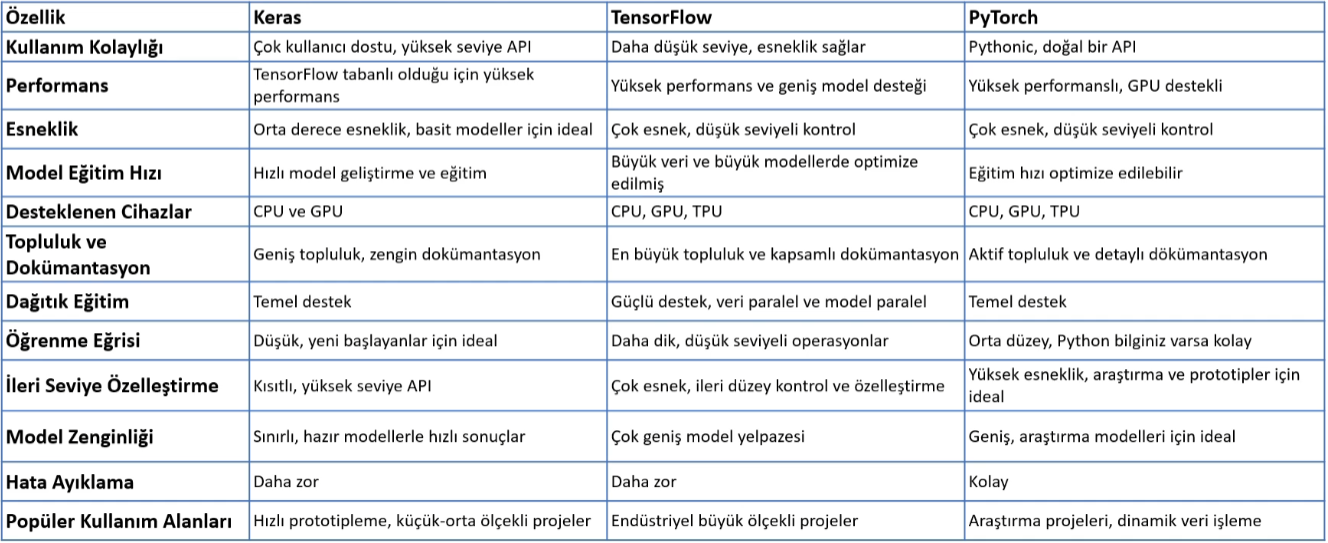 Özellik Keras TensorFlow PyTorch
Kullanım Kolaylığı Çok kullanıcı dostu, yüksek seviye API Daha düşük seviye, esneklik sağlar Pythonic, doğal bir API
Performans TensorFlow tabanlı olduğu için yüksek
performans Yüksek performans ve geniş model desteği Yüksek performanslı, GPU destekli
Esneklik Orta derece esneklik, basit modeller için ideal Çok esnek, düşük seviyeli kontrol Çok esnek, düşük seviyeli kontrol
Model Eğitim Hızı Hızlı model geliştirme ve eğitim Büyük veri ve büyük modellerde optimize
edilmiş Eğitim hızı optimize edilebilir
Desteklenen Cihazlar CPU ve GPU CPU, GPU, TPU CPU, GPU, TPU
Topluluk ve
Dokümantasyon Geniş topluluk, zengin dokümantasyon En büyük topluluk ve kapsamlı dokümantasyon Aktif topluluk ve detaylı dökümantasyon
Dağıtık Eğitim Temel destek Güçlü destek, veri paralel ve model paralel Temel destek
Öğrenme Eğrisi Düşük, yeni başlayanlar için ideal Daha dik, düşük seviyeli operasyonlar Orta düzey, Python bilginiz varsa kolay
İleri Seviye Özelleştirme Kısıtlı, yüksek seviye API Çok esnek, ileri düzey kontrol ve özelleştirme Yüksek esneklik, araştırma ve prototipler için
ideal
Model Zenginliği Sınırlı, hazır modellerle hızlı sonuçlar Çok geniş model yelpazesi Geniş, araştırma modelleri için ideal
Hata Ayıklama Daha zor Daha zor Kolay
Popüler Kullanım Alanları Hızlı prototipleme, küçük-orta ölçekli projeler Endüstriyel büyük ölçekli projeler Araştırma projeleri, dinamik veri işleme